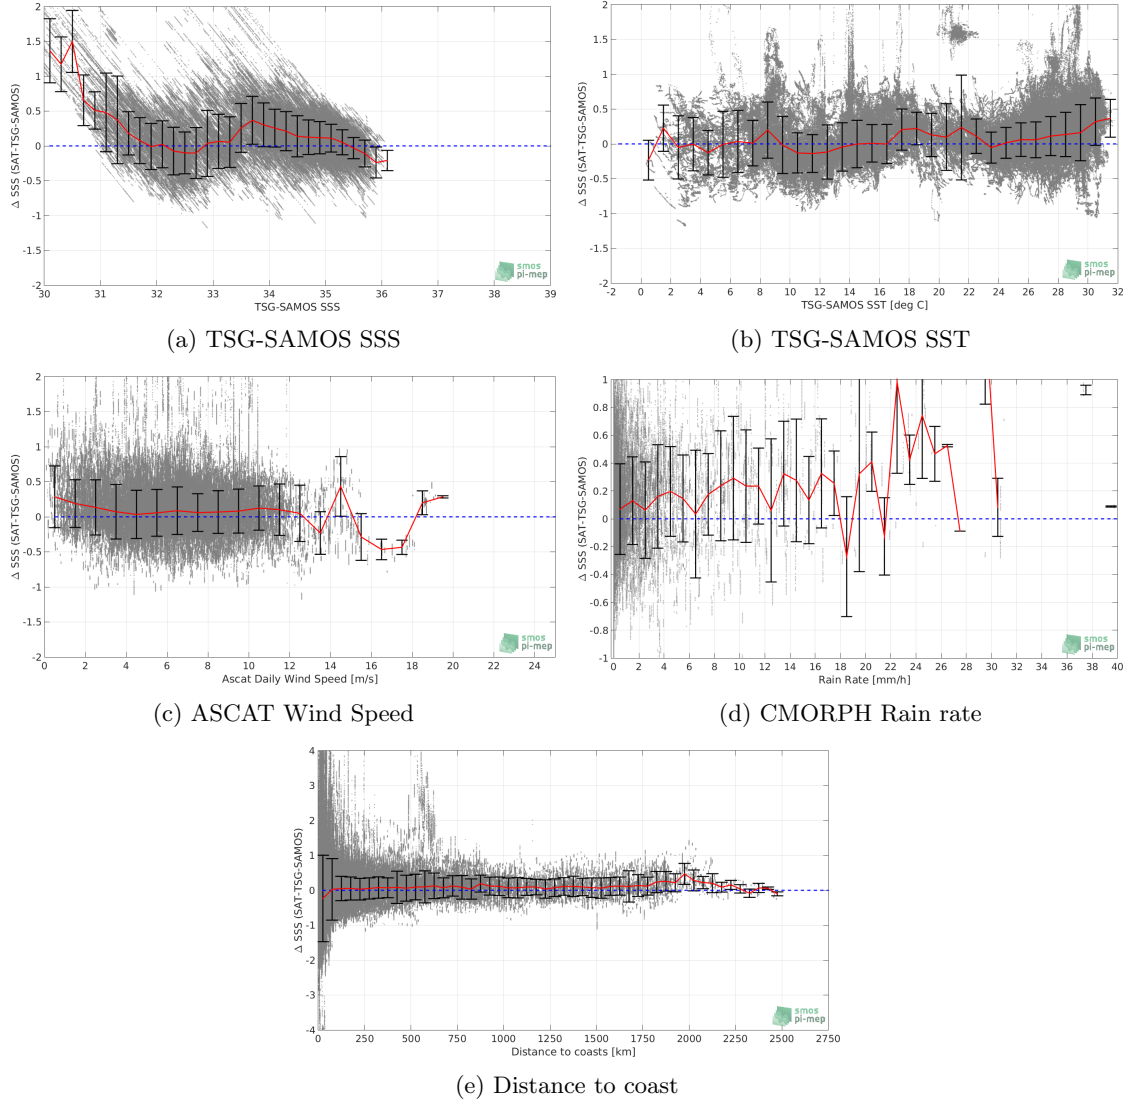 2
1.5
1
0.5
0
-0.5
-1
-1.5
-2
Δ SSS (SAT-TSG-SAMOS)
30 31 32 33 34 35 36 37 38 39
TSG-SAMOS SSS
smos
pi-mep
(a) TSG-SAMOS SSS
2
1.5
1
0.5
0
-0.5
-1
-1.5
-2
Δ SSS (SAT-TSG-SAMOS)
-2 0 2 4 6 8 10 12 14 16 18 20 22 24 26 28 30 32
TSG-SAMOS SST [deg C]
smos
pi-mep
(b) TSG-SAMOS SST
2
1.5
1
0.5
0
-0.5
-1
-1.5
-2
Δ SSS (SAT-TSG-SAMOS)
0 2 4 6 8 10 12 14 16 18 20 22 24
Ascat Daily Wind Speed [m/s]
smos
pi-mep
(c) ASCAT Wind Speed
1
0.8
0.6
0.4
0.2
0
-0.2
-0.4
-0.6
-0.8
-1
Δ SSS (SAT-TSG-SAMOS)
0 2 4 6 8 10 12 14 16 18 20 22 24 26 28 30 32 34 36 38 40
Rain Rate [mm/h]
smos
pi-mep
(d) CMORPH Rain rate
4
3
2
1
0
-1
-2
-3
-4
Δ SSS (SAT-TSG-SAMOS)
0 250 500 750 1000 1250 1500 1750 2000 2250 2500 2750
Distance to coasts [km]
smos
pi-mep
(e) Distance to coast